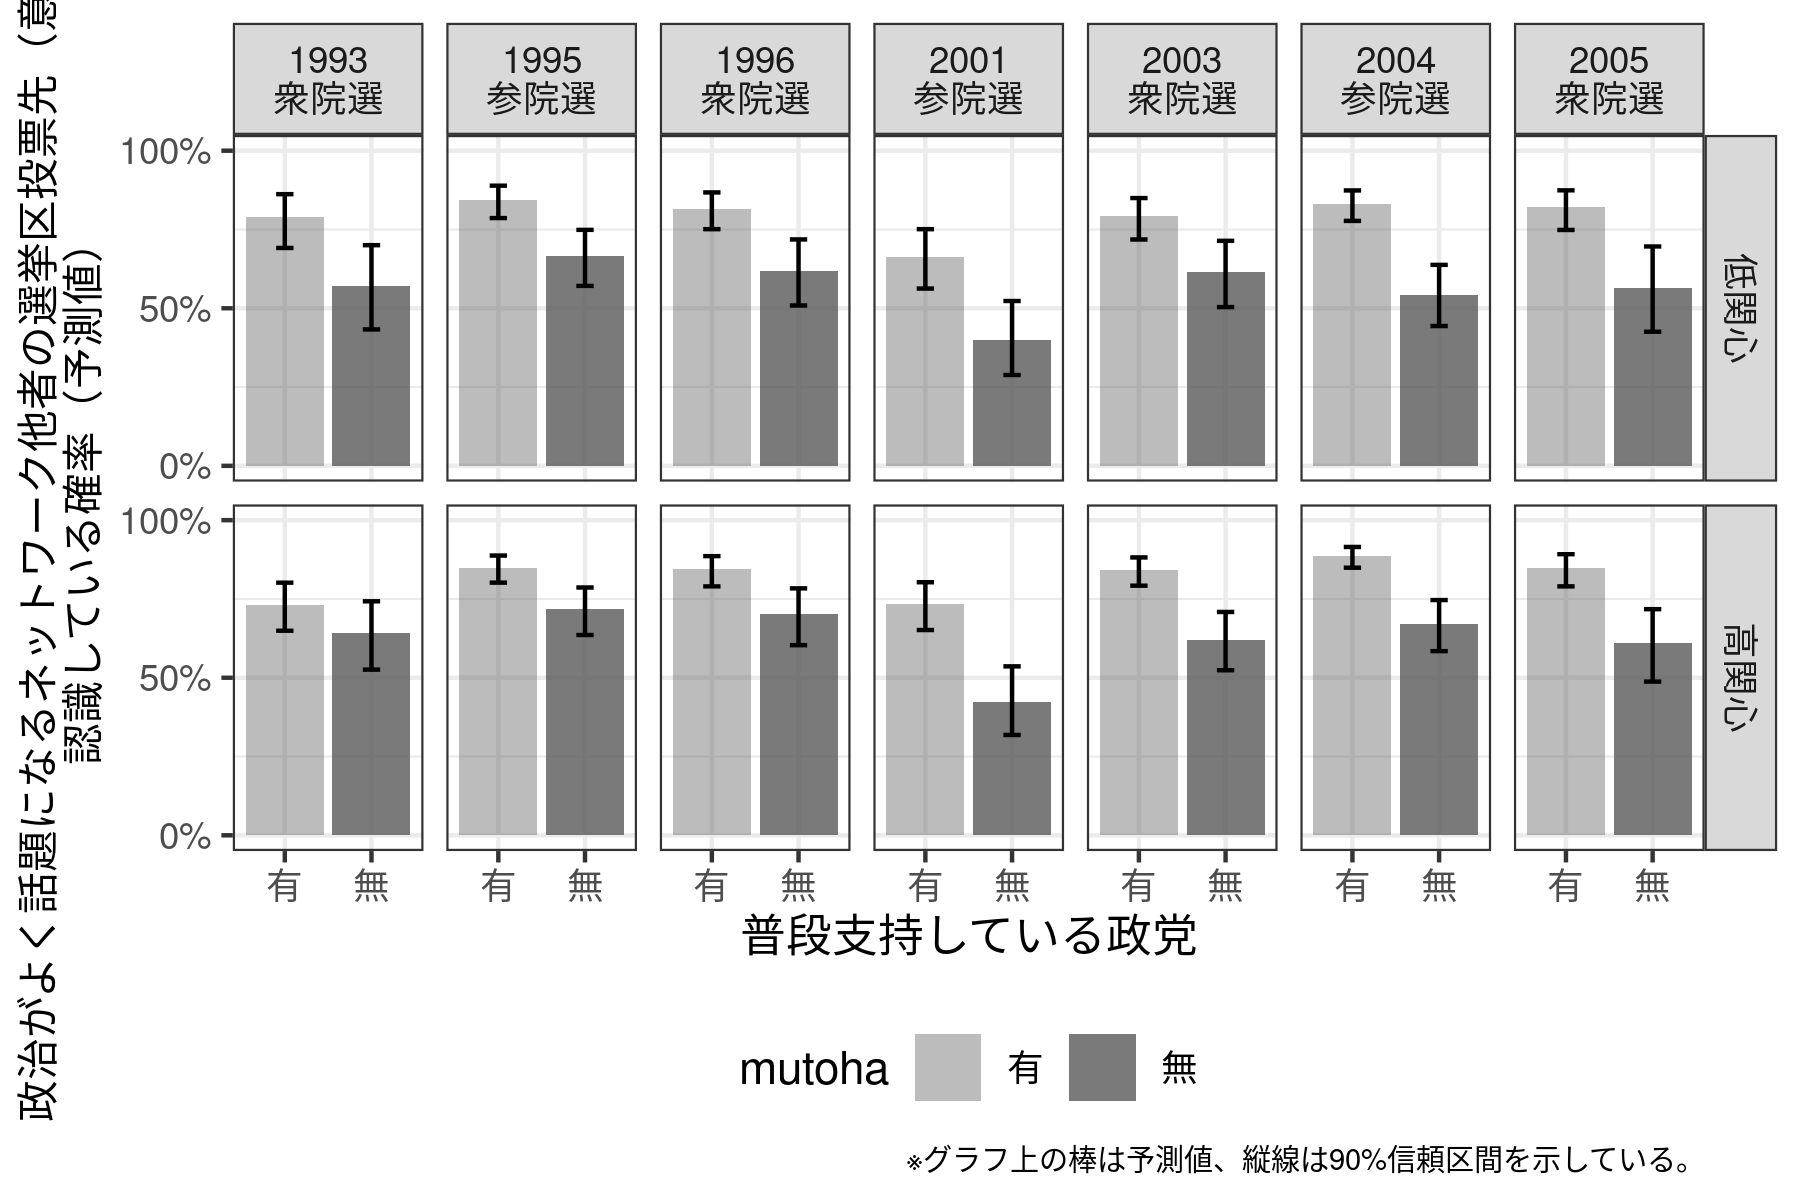 1993
衆院選
1995
参院選
1996
衆院選
2001
参院選
2003
衆院選
2004
参院選
2005
衆院選
政治がよく話題になるネットワーク他者の選挙区投票先（意
認識している確率（予測値）
100%
50%
0%
低関心
100%
50%
0%
高関心
有 無 有 無 有 無 有 無 有 無 有 無 有 無
普段支持している政党
mutoha 有 無
※グラフ上の棒は予測値、縦線は90%信頼区間を示している。